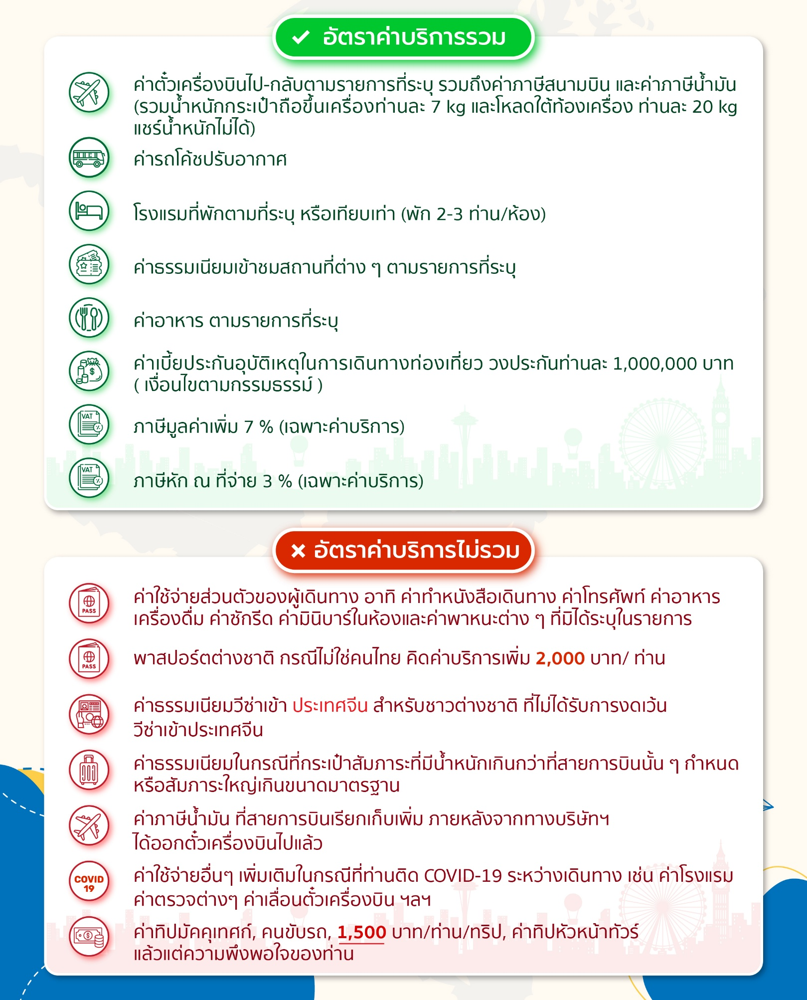 อัตราค่าบริการรวม
ค่าตั๋วเครื่องบินไป-กลับตามรายการที่ระบุ รวมถึงค่าภาษีสนามบิน และค่าภาษีน้ำมัน
(รวมน้ำหนักกระเป๋าถือขึ้นเครื่องท่านละ 7 kg และโหลดใต้ท้องเครื่อง ท่านละ 20 kg
แชร์น้ำหนักไม่ได้)
ค่ารถโค้ชปรับอากาศ
โรงแรมที่พักตามที่ระบุ หรือเทียบเท่า (พัก 2-3 ท่าน/ห้อง)
ค่าธรรมเนียมเข้าชมสถานที่ต่าง ๆ ตามรายการที่ระบุ
ค่าอาหาร ตามรายการที่ระบุ
ค่าเบี้ยประกันอุบัติเหตุในการเดินทางท่องเที่ยว วงประกันท่านละ 1,000,000 บาท
( เงื่อนไขตามกรรมธรรม์ )
VAT
ภาษีมูลค่าเพิ่ม 7 % (เฉพาะค่าบริการ)
VAT
ภาษีหัก ณ ที่จ่าย 3 % (เฉพาะค่าบริการ)
อัตราค่าบริการไม่รวม
ค่าใช้จ่ายส่วนตัวของผู้เดินทาง อาทิ ค่าทำหนังสือเดินทาง ค่าโทรศัพท์ ค่าอาหาร
PASS
เครื่องดื่ม ค่าซักรีด ค่ามินิบาร์ในห้องและค่าพาหนะต่าง ๆ ที่มิได้ระบุในรายการ
พาสปอร์ตต่างชาติ กรณีไม่ใช่คนไทย คิดค่าบริการเพิ่ม 2,000 บาท/ ท่าน
PASS
ค่าธรรมเนียมวีซ่าเข้า ประเทศจีน สำหรับชาวต่างชาติ ที่ไม่ได้รับการงดเว้น
วีซ่าเข้าประเทศจีน
ค่าธรรมเนียมในกรณีที่กระเป๋าสัมภาระที่มีน้ำหนักเกินกว่าที่สายการบินนั้น ๆ กำหนด
หรือสัมภาระใหญ่เกินขนาดมาตรฐาน
ค่าภาษีน้ำมัน ที่สายการบินเรียกเก็บเพิ่ม ภายหลังจากทางบริษัทฯ
ได้ออกตั๋วเครื่องบินไปแล้ว
COVID
19
ค่าใช้จ่ายอื่นๆ เพิ่มเติมในกรณีที่ท่านติด COVID-19 ระหว่างเดินทาง เช่น ค่าโรงแรม
ค่าตรวจต่างๆ ค่าเลื่อนตั๋วเครื่องบิน ฯลฯ
ค่าทิปมัคคุเทศก์, คนขับรถ, 1,500 บาท/ท่าน/ทริป, ค่าทิปหัวหน้าทัวร์
แล้วแต่ความพึงพอใจของท่าน